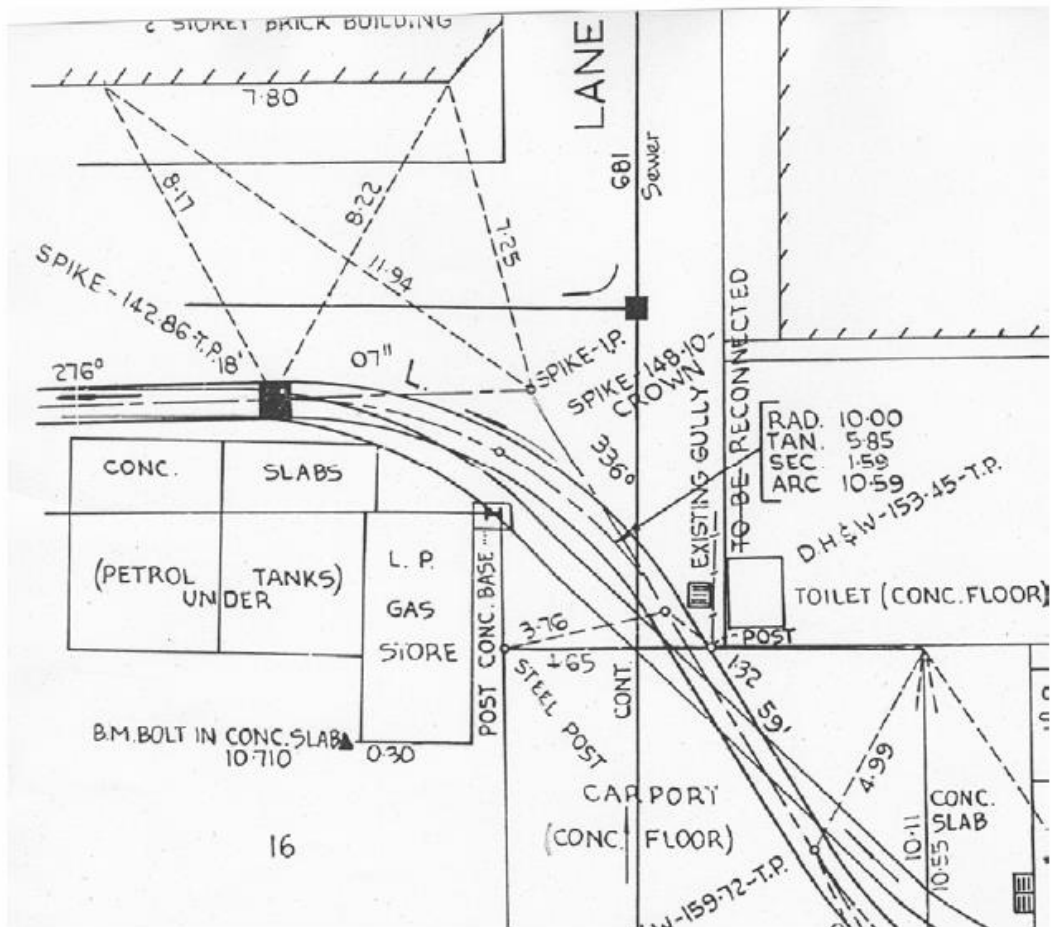 2 STOREY BRICK BUILDING
7·80
LANE
681
Sewer
8·17
8·22
7·25
11·94
SPIKE-142·86-T.P.
276°
18'
07"
L.
SPIKE-I.P.
SPIKE-148·10-
CROWN
336°
EXISTING GULLY
TO BE RECONNECTED
RAD. 10·00
TAN. 5·85
SEC. 1·59
ARC 10·59
D.H.&W-153·45-T.P.
CONC. SLABS
(PETROL TANKS)
UNDER
L. P.
GAS
STORE
POST CONC. BASE
TOILET (CONC. FLOOR)
POST
3·76
4·65
1·32
59'
STEEL POST
CONT.
B.M. BOLT IN CONC. SLAB
10·710
0·30
CARPORT
(CONC. FLOOR)
4·99
CONC.
SLAB
10·11
10·55
16
W-159·72-T.P.